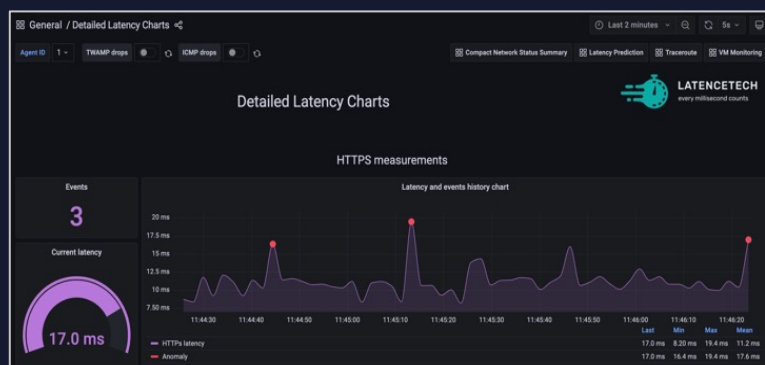 General / Detailed Latency Charts
Last 2 minutes
5s
Agent ID 1 TWAMP drops ICMP drops
Compact Network Status Summary Latency Prediction Traceroute VM Monitoring
Detailed Latency Charts
LATENCETECH
every millisecond counts
HTTPS measurements
Events
3
Current latency
17.0 ms
Latency and events history chart
20 ms
17.5 ms
15 ms
12.5 ms
10 ms
7.50 ms
11:44:30 11:44:40 11:44:50 11:45:00 11:45:10 11:45:20 11:45:30 11:45:40 11:45:50 11:46:00 11:46:10 11:46:20
Last Min Max Mean
HTTPs latency 17.0 ms 8.20 ms 19.4 ms 11.2 ms
Anomaly 17.0 ms 16.4 ms 19.4 ms 17.6 ms